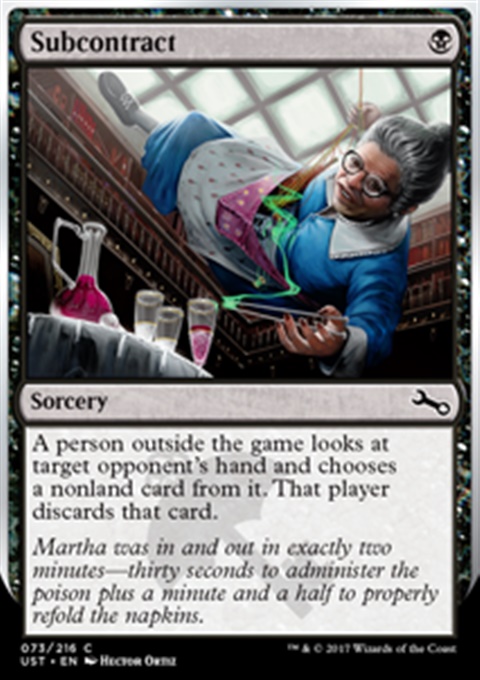 Subcontract
Sorcery
A person outside the game looks at
target opponent's hand and chooses
a nonland card from it. That player
discards that card.
Martha was in and out in exactly two
minutes—thirty seconds to administer the
poison plus a minute and a half to properly
refold the napkins.
073/216 C
UST • EN Hector Ortiz
™ & © 2017 Wizards of the Coast